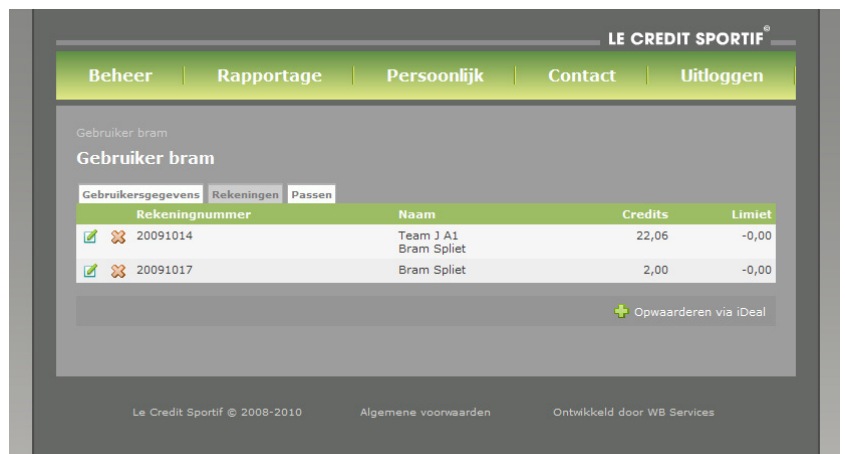 LE CREDIT SPORTIF©
Beheer Rapportage Persoonlijk Contact Uitloggen
Gebruiker bram
Gebruiker bram
Gebruikersgegevens Rekeningen Passen
Rekeningnummer Naam Credits Limiet
20091014 Team J A1 22,06 -0,00
Bram Spliet
20091017 Bram Spliet 2,00 -0,00
Opwaarderen via iDeal
Le Credit Sportif © 2008-2010 Algemene voorwaarden Ontwikkeld door WB Services